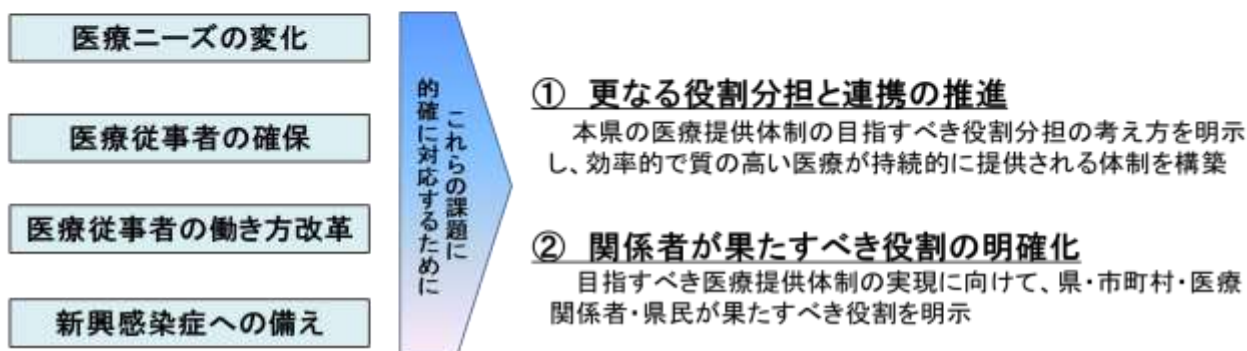 医療ニーズの変化
医療従事者の確保
医療従事者の働き方改革
新興感染症への備え
これらの課題に
的確に対応するために
① 更なる役割分担と連携の推進
本県の医療提供体制の目指すべき役割分担の考え方を明示
し、効率的で質の高い医療が持続的に提供される体制を構築
② 関係者が果たすべき役割の明確化
目指すべき医療提供体制の実現に向けて、県・市町村・医療
関係者・県民が果たすべき役割を明示